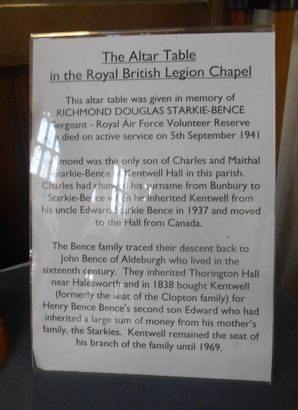 The Altar Table
in the Royal British Legion Chapel
This altar table was given in memory of
RICHMOND DOUGLAS STARKIE-BENCE
Sergeant - Royal Air Force Volunteer Reserve
died on active service on 5th September 1941
mond was the only son of Charles and Maithal
Starkie-Bence Kentwell Hall in this parish.
Charles had changed his surname from Bunbury to
Starkie-Bence when he inherited Kentwell from
his uncle Edward Starkie Bence in 1937 and moved
to the Hall from Canada.
The Bence family traced their descent back to
John Bence of Aldeburgh who lived in the
sixteenth century. They inherited Thorington Hall
near Halesworth and in 1838 bought Kentwell
(formerly the seat of the Clopton family) for
Henry Bence Bence's second son Edward who had
inherited a large sum of money from his mother's
family, the Starkies. Kentwell remained the seat of
his branch of the family until 1969.